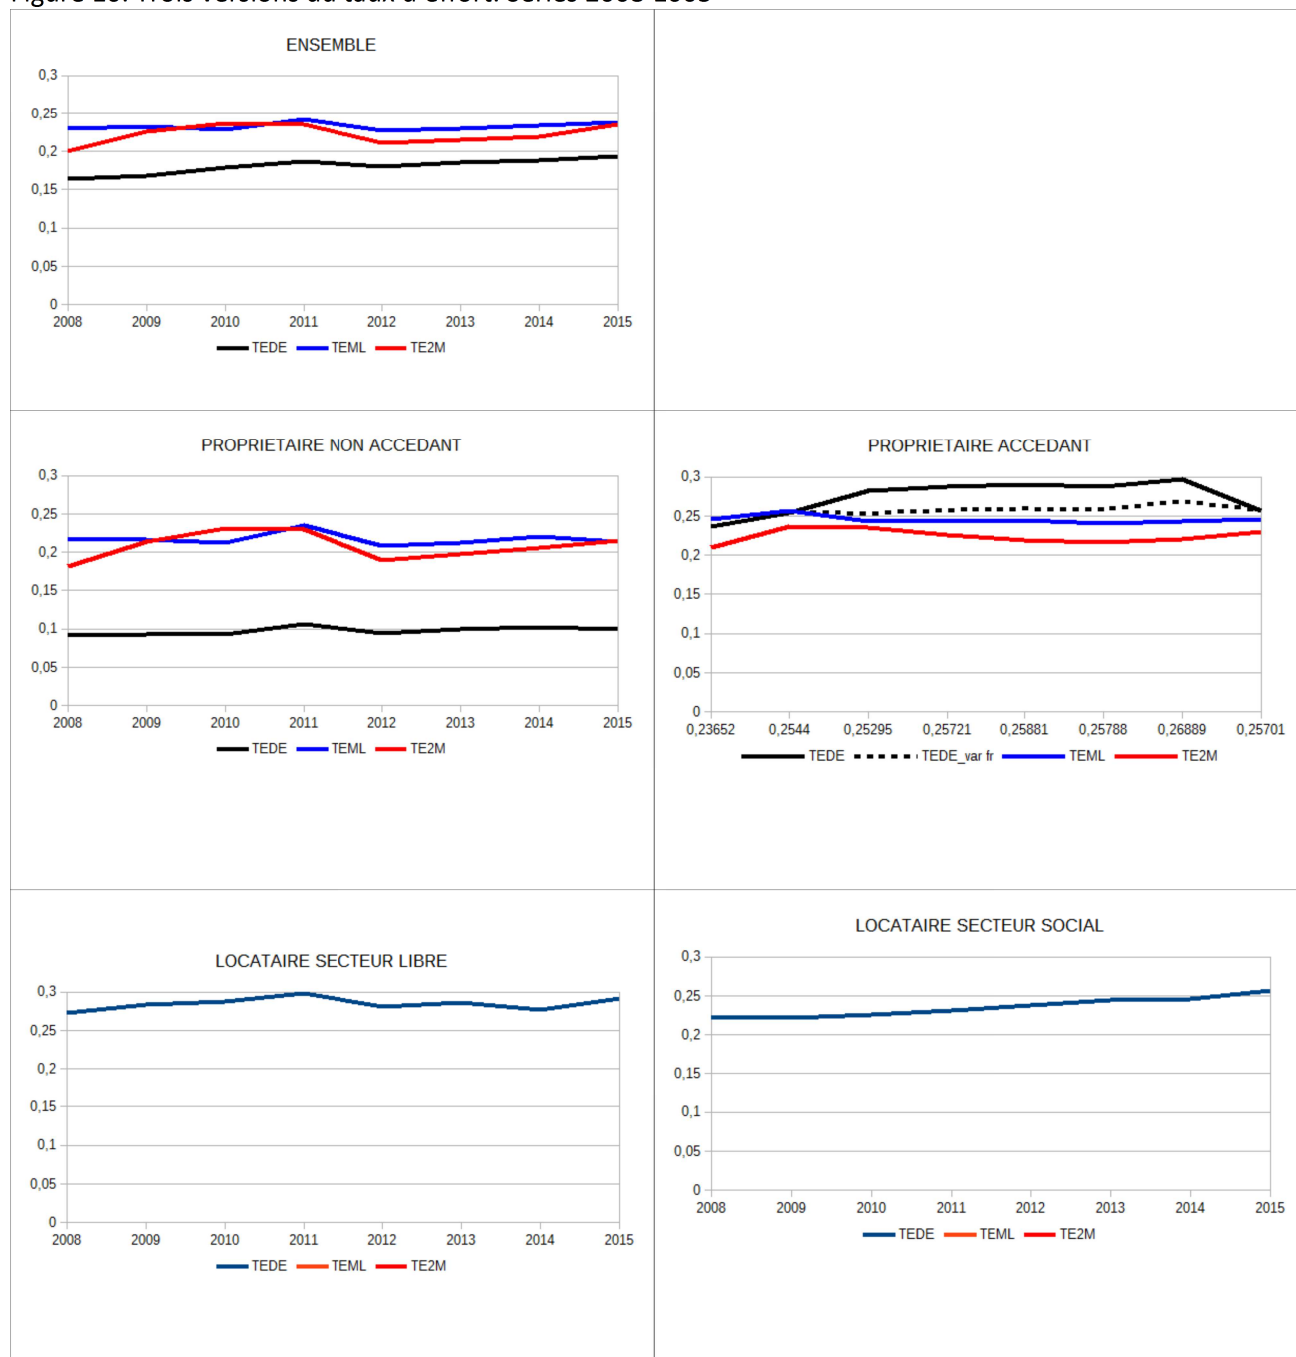 ENSEMBLE
0,3
0,25
0,2
0,15
0,1
0,05
0
2008 2009 2010 2011 2012 2013 2014 2015
TEDE TEML TE2M
PROPRIETAIRE NON ACCEDANT
0,3
0,25
0,2
0,15
0,1
0,05
0
2008 2009 2010 2011 2012 2013 2014 2015
TEDE TEML TE2M
PROPRIETAIRE ACCEDANT
0,3
0,25
0,2
0,15
0,1
0,05
0
0,23652 0,2544 0,25295 0,25721 0,25881 0,25788 0,26889 0,25701
TEDE TEDE_var fr TEML TE2M
LOCATAIRE SECTEUR LIBRE
0,3
0,25
0,2
0,15
0,1
0,05
0
2008 2009 2010 2011 2012 2013 2014 2015
TEDE TEML TE2M
LOCATAIRE SECTEUR SOCIAL
0,3
0,25
0,2
0,15
0,1
0,05
0
2008 2009 2010 2011 2012 2013 2014 2015
TEDE TEML TE2M